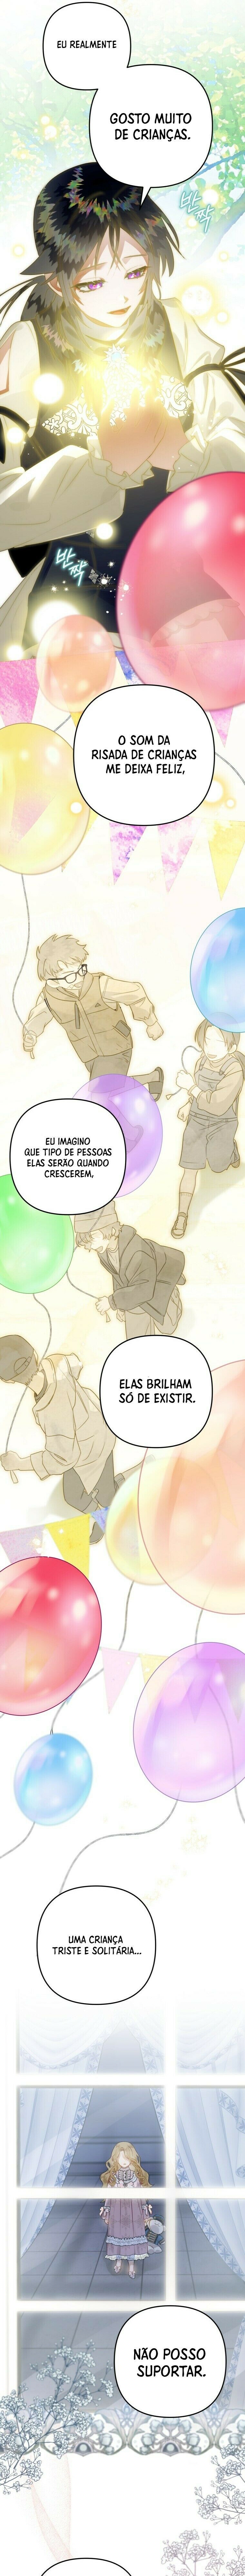 EU REALMENTE
GOSTO MUITO
DE CRIANÇAS.
반짝
반짝
O SOM DA
RISADA DE CRIANÇAS
ME DEIXA FELIZ,
EU IMAGINO
QUE TIPO DE PESSOAS
ELAS SERÃO QUANDO
CRESCEREM,
ELAS BRILHAM
SÓ DE EXISTIR.
UMA CRIANÇA
TRISTE E SOLITÁRIA...
NÃO POSSO
SUPORTAR.